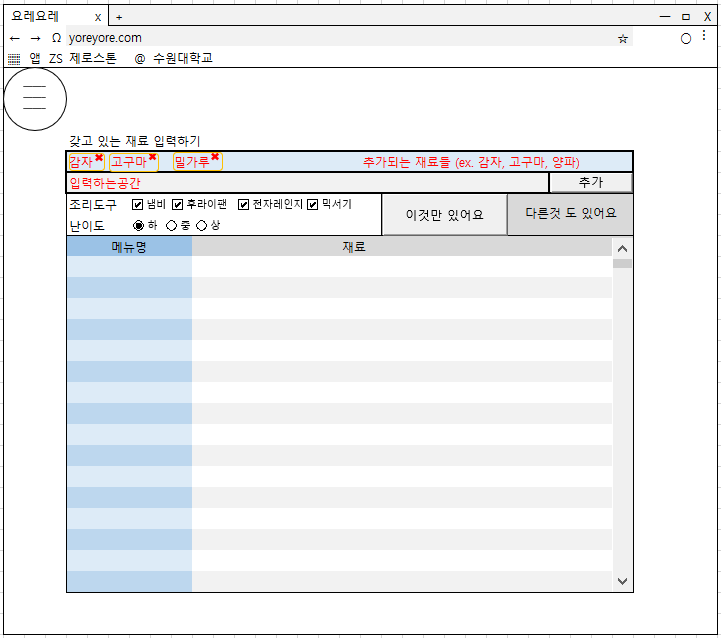 요레요레 x +
— ㅁ X
← → Ω yoreyore.com ☆ ○ ⋮
앱 ZS 제로스톤 @ 수원대학교
갖고 있는 재료 입력하기
감자 고구마 밀가루 추가되는 재료들 (ex. 감자, 고구마, 양파)
입력하는공간 추가
조리도구 냄비 후라이팬 전자레인지 믹서기
난이도 하 중 상
이것만 있어요 다른것 도 있어요
메뉴명 재료